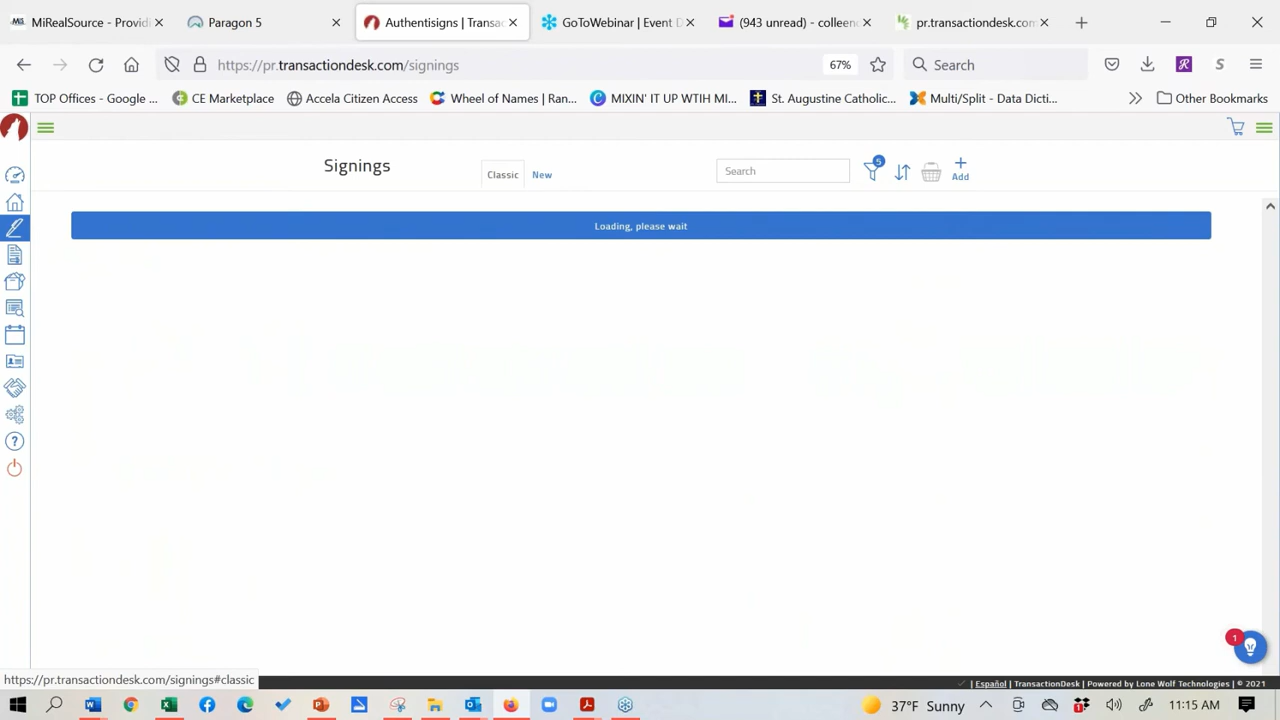 MiRealSource - Providi
Paragon 5
Authentisigns | Transa
GoToWebinar | Event D
(943 unread) - colleen
pr.transactiondesk.com/
https://pr.transactiondesk.com/signings
67%
Search
TOP Offices - Google ...
CE Marketplace
Accela Citizen Access
Wheel of Names | Ran...
MIXIN' IT UP WTIH MI...
St. Augustine Catholic...
Multi/Split - Data Dicti...
Other Bookmarks
Signings
Classic
New
Search
5
Add
Loading, please wait
1
https://pr.transactiondesk.com/signings#classic
Español | TransactionDesk | Powered by Lone Wolf Technologies | © 2021
37°F Sunny
11:15 AM